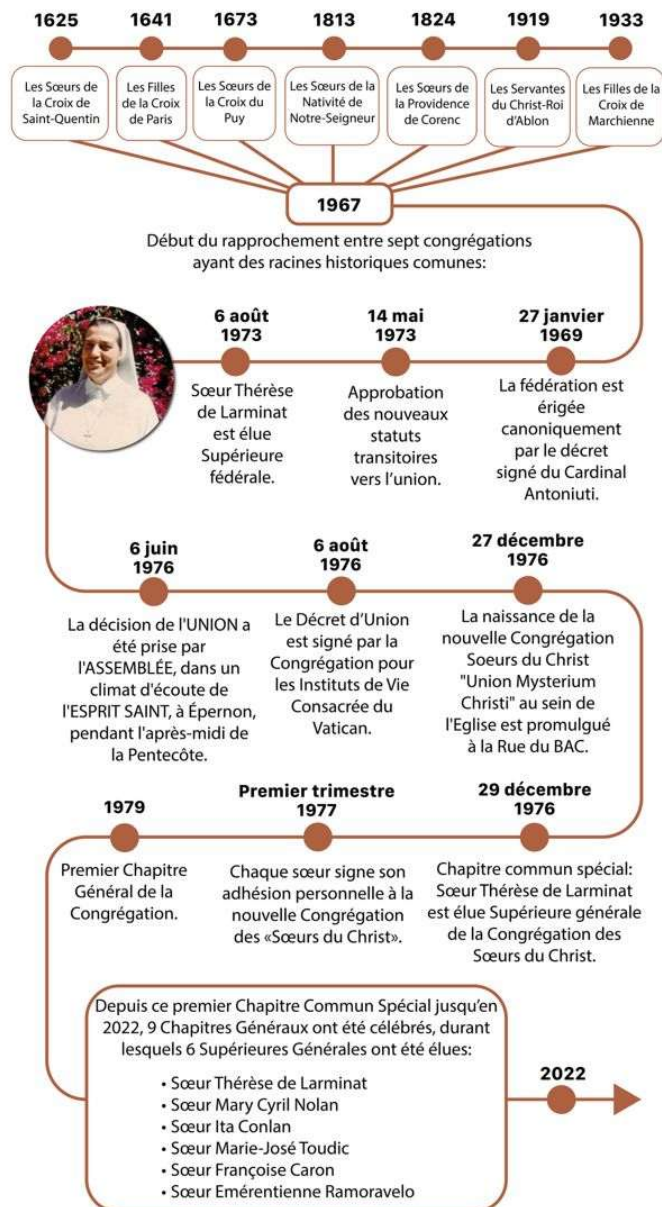 1625
1641
1673
1813
1824
1919
1933
Les Sœurs de
la Croix de
Saint-Quentin
Les Filles
de la Croix
de Paris
Les Sœurs de
la Croix du
Puy
Les Sœurs de la
Nativité de
Notre-Seigneur
Les Sœurs de
la Providence
de Corenc
Les Servantes
du Christ-Roi
d'Ablon
Les Filles de la
Croix de
Marchienne
1967
Début du rapprochement entre sept congrégations
ayant des racines historiques communes:
6 août
1973
Sœur Thérèse
de Larminat
est élue
Supérieure
fédérale.
14 mai
1973
Approbation
des nouveaux
statuts
transitoires
vers l'union.
27 janvier
1969
La fédération est
érigée
canoniquement
par le décret
signé du Cardinal
Antoniuti.
6 juin
1976
La décision de l'UNION a
été prise par
l'ASSEMBLÉE, dans un
climat d'écoute de
l'ESPRIT SAINT, à Épernon,
pendant l'après-midi de
la Pentecôte.
6 août
1976
Le Décret d'Union
est signé par la
Congrégation pour
les Instituts de Vie
Consacrée du
Vatican.
27 décembre
1976
La naissance de la
nouvelle Congrégation
Soeurs du Christ
"Union Mysterium
Christi" au sein de
l'Eglise est promulgué
à la Rue du BAC.
1979
Premier Chapitre
Général de la
Congrégation.
Premier trimestre
1977
Chaque sœur signe son
adhésion personnelle à la
nouvelle Congrégation
des «Sœurs du Christ».
29 décembre
1976
Chapitre commun spécial:
Sœur Thérèse de Larminat
est élue Supérieure générale
de la Congrégation des
Sœurs du Christ.
Depuis ce premier Chapitre Commun Spécial jusqu'en
2022, 9 Chapitres Généraux ont été célébrés, durant
lesquels 6 Supérieures Générales ont été élues:
• Sœur Thérèse de Larminat
• Sœur Mary Cyril Nolan
• Sœur Ita Conlan
• Sœur Marie-José Toudic
• Sœur Françoise Caron
• Sœur Emérentienne Ramoravelo
2022